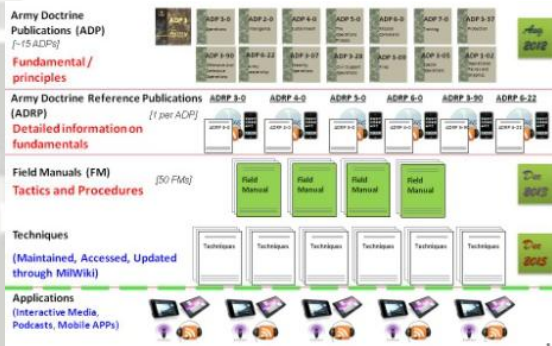 Army Doctrine
Publications (ADP)
[~15 ADPs]
Fundamental /
principles
ADP 3-0 ADP 2-0 ADP 4-0 ADP 5-0 ADP 6-0 ADP 7-0 ADP 3-37
ADP 3-90 ADP 6-22 ADP 3-07 ADP 3-28 ADP 3-09 ADP 3-05
Aug
2012
Army Doctrine Reference Publications
(ADRP)
[1 per ADP]
Detailed information on
fundamentals
ADRP 3-0 ADRP 4-0 ADRP 5-0 ADRP 6-0 ADRP 3-90 ADRP 6-22
Field Manuals (FM)
[50 FMs]
Tactics and Procedures
Field Manual
Field Manual
Field Manual
Field Manual
Dec
Techniques
(Maintained, Accessed, Updated
through MilWiki)
Techniques Techniques Techniques Techniques Techniques Techniques
Dec
2015
Applications
(Interactive Media,
Podcasts, Mobile APPs)